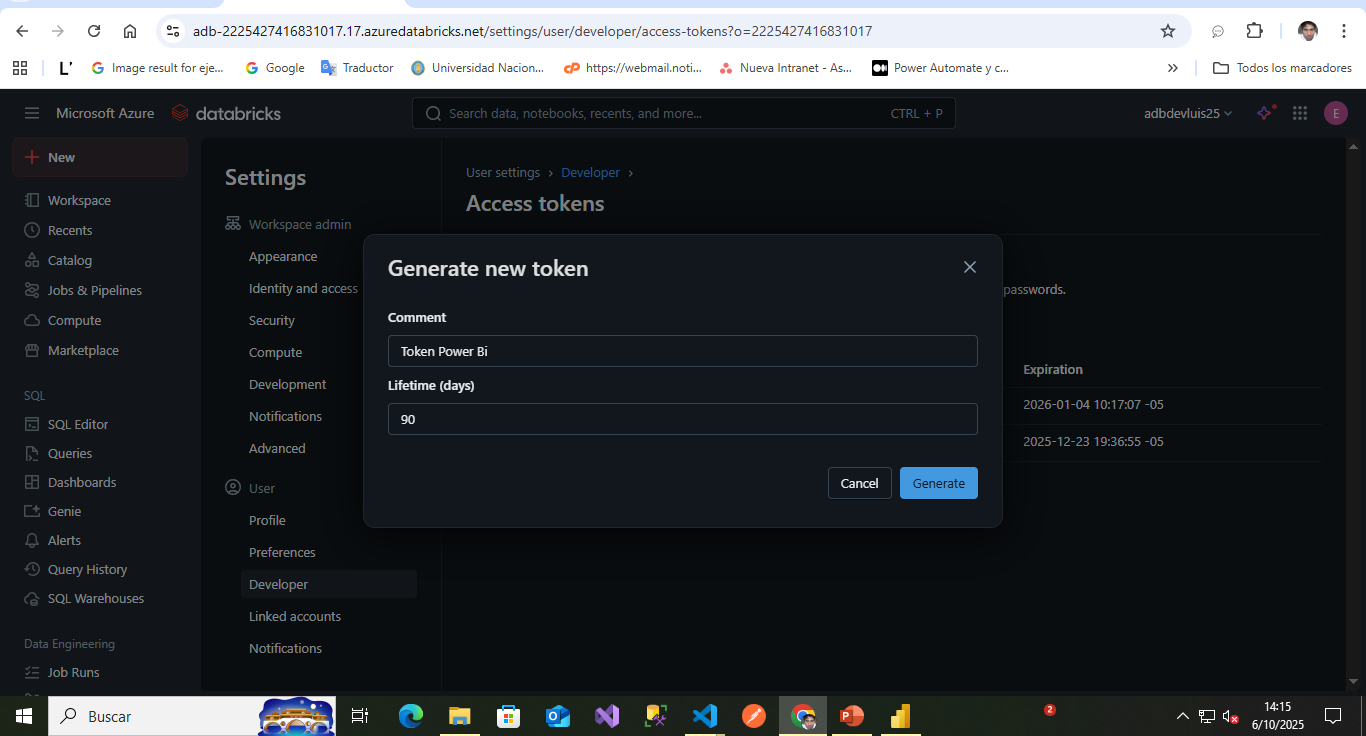 adb-2225427416831017.17.azuredatabricks.net/settings/user/developer/access-tokens?o=2225427416831017
L'
Image result for eje...
Google
Traductor
Universidad Nacion...
https://webmail.noti...
Nueva Intranet - As...
Power Automate y c...
Todos los marcadores
Microsoft Azure
databricks
Search data, notebooks, recents, and more...
CTRL + P
adbdevluis25
E
New
Workspace
Recents
Catalog
Jobs & Pipelines
Compute
Marketplace
SQL
SQL Editor
Queries
Dashboards
Genie
Alerts
Query History
SQL Warehouses
Data Engineering
Job Runs
Settings
Workspace admin
Appearance
Identity and access
Security
Compute
Development
Notifications
Advanced
User
Profile
Preferences
Developer
Linked accounts
Notifications
User settings › Developer ›
Access tokens
passwords.
Expiration
2026-01-04 10:17:07 -05
2025-12-23 19:36:55 -05
Generate new token
Comment
Token Power Bi
Lifetime (days)
90
Cancel
Generate
Buscar
2
14:15
6/10/2025